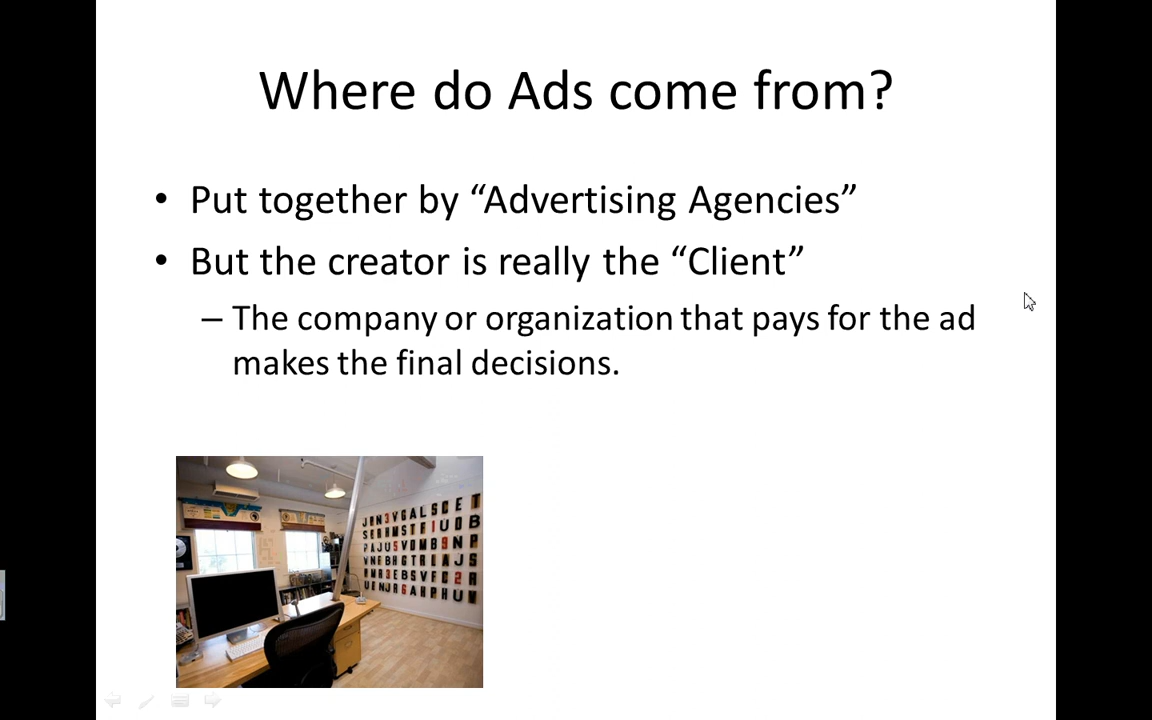 Where do Ads come from?
• Put together by “Advertising Agencies”
• But the creator is really the “Client”
– The company or organization that pays for the ad
makes the final decisions.